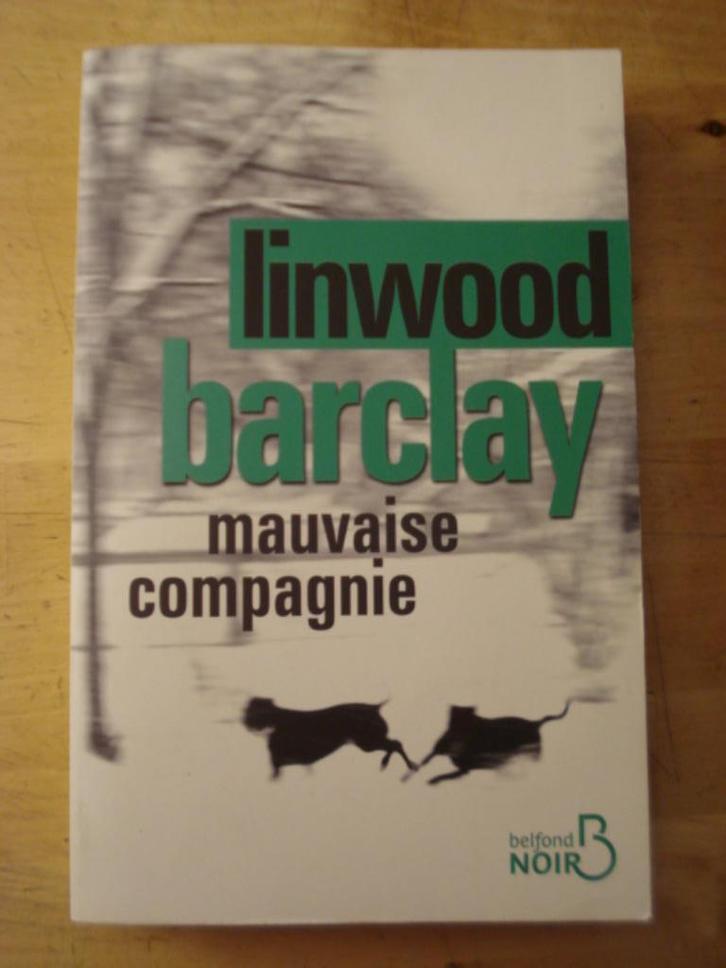 linwood
barclay
mauvaise
compagnie
belfond
NOIR
B